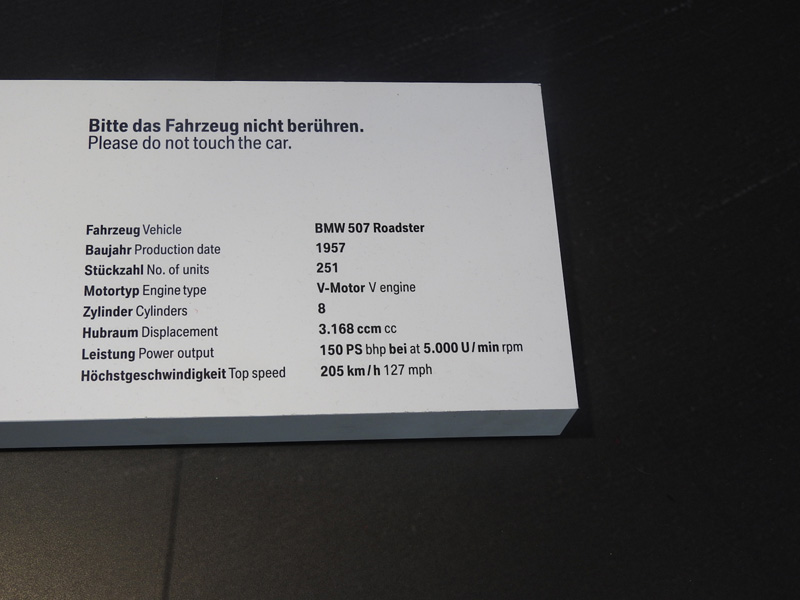 Bitte das Fahrzeug nicht berühren.
Please do not touch the car.
Fahrzeug Vehicle BMW 507 Roadster
Baujahr Production date 1957
Stückzahl No. of units 251
Motortyp Engine type V-Motor V engine
Zylinder Cylinders 8
Hubraum Displacement 3.168 ccm cc
Leistung Power output 150 PS bhp bei at 5.000 U / min rpm
Höchstgeschwindigkeit Top speed 205 km / h 127 mph